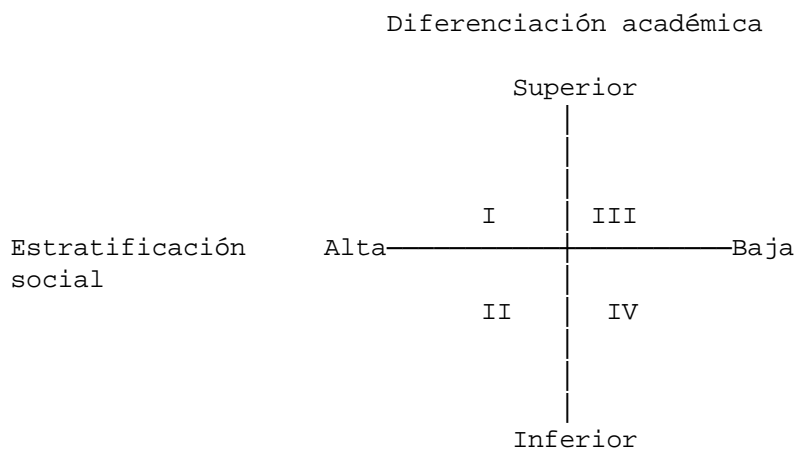 Diferenciación académica
Superior
I III
Estratificación Alta Baja
social
II IV
Inferior